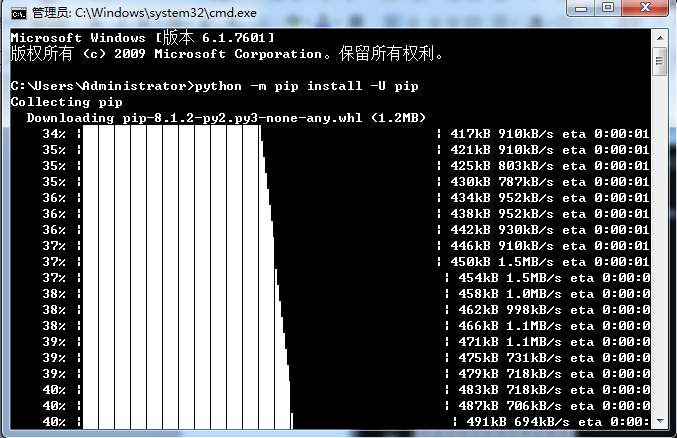 管理员: C:\Windows\system32\cmd.exe
Microsoft Windows [版本 6.1.7601]
版权所有 (c) 2009 Microsoft Corporation。保留所有权利。
C:\Users\Administrator>python -m pip install -U pip
Collecting pip
  Downloading pip-8.1.2-py2.py3-none-any.whl (1.2MB)
    34% | | 417kB 910kB/s eta 0:00:01
    35% | | 421kB 910kB/s eta 0:00:01
    35% | | 425kB 803kB/s eta 0:00:01
    35% | | 430kB 787kB/s eta 0:00:01
    36% | | 434kB 952kB/s eta 0:00:01
    36% | | 438kB 952kB/s eta 0:00:01
    36% | | 442kB 930kB/s eta 0:00:01
    37% | | 446kB 910kB/s eta 0:00:01
    37% | | 450kB 1.5MB/s eta 0:00:01
    37% | | 454kB 1.5MB/s eta 0:00:0
    38% | | 458kB 1.0MB/s eta 0:00:0
    38% | | 462kB 998kB/s eta 0:00:0
    38% | | 466kB 1.1MB/s eta 0:00:0
    39% | | 471kB 1.1MB/s eta 0:00:0
    39% | | 475kB 731kB/s eta 0:00:0
    39% | | 479kB 718kB/s eta 0:00:0
    40% | | 483kB 718kB/s eta 0:00:0
    40% | | 487kB 706kB/s eta 0:00:0
    40% | | 491kB 694kB/s eta 0:00: